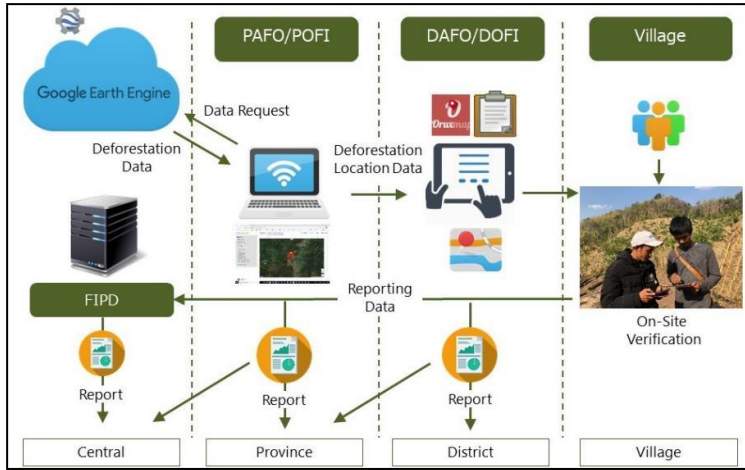 PAFO/POFI
DAFO/DOFI
Village
Google Earth Engine
Data Request
Deforestation
Data
Oruxmaps
Deforestation
Location Data
FIPD
Reporting
Data
On-Site
Verification
Report
Report
Report
Central
Province
District
Village